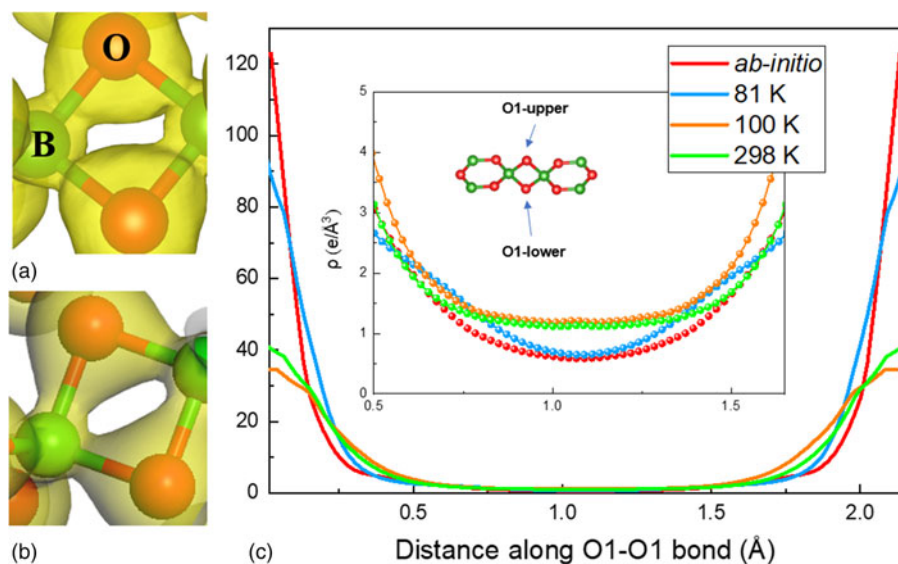 O
B
(a)
(b)
120
100
80
60
40
20
0
0.5
1.0
1.5
2.0
Distance along O1-O1 bond (Å)
(c)
ab-initio
81 K
100 K
298 K
5
4
3
2
1
0
ρ (e/Å³)
0.5
1.0
1.5
O1-upper
O1-lower